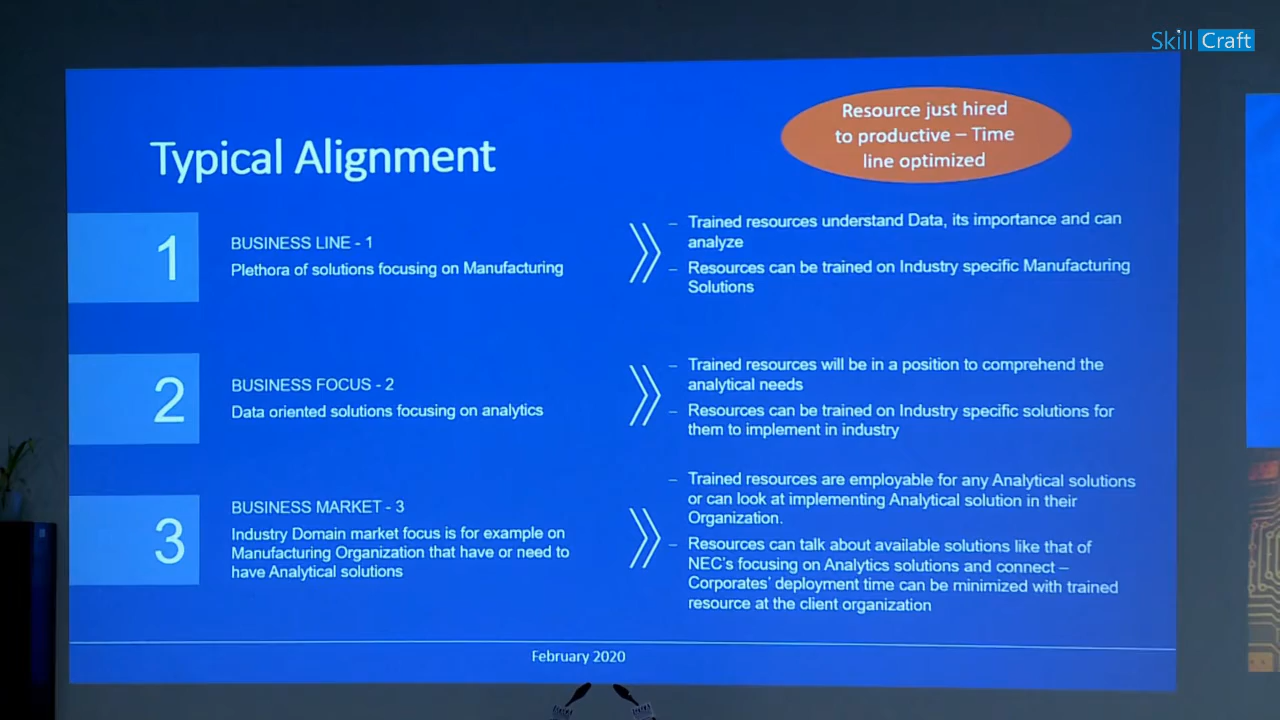 Skill Craft
Resource just hired
to productive – Time
line optimized
Typical Alignment
1
BUSINESS LINE - 1
Plethora of solutions focusing on Manufacturing
– Trained resources understand Data, its importance and can
analyze
– Resources can be trained on Industry specific Manufacturing
Solutions
2
BUSINESS FOCUS - 2
Data oriented solutions focusing on analytics
– Trained resources will be in a position to comprehend the
analytical needs
– Resources can be trained on Industry specific solutions for
them to implement in industry
3
BUSINESS MARKET - 3
Industry Domain market focus is for example on
Manufacturing Organization that have or need to
have Analytical solutions
– Trained resources are employable for any Analytical solutions
or can look at implementing Analytical solution in their
Organization.
– Resources can talk about available solutions like that of
NEC's focusing on Analytics solutions and connect –
Corporates' deployment time can be minimized with trained
resource at the client organization
February 2020